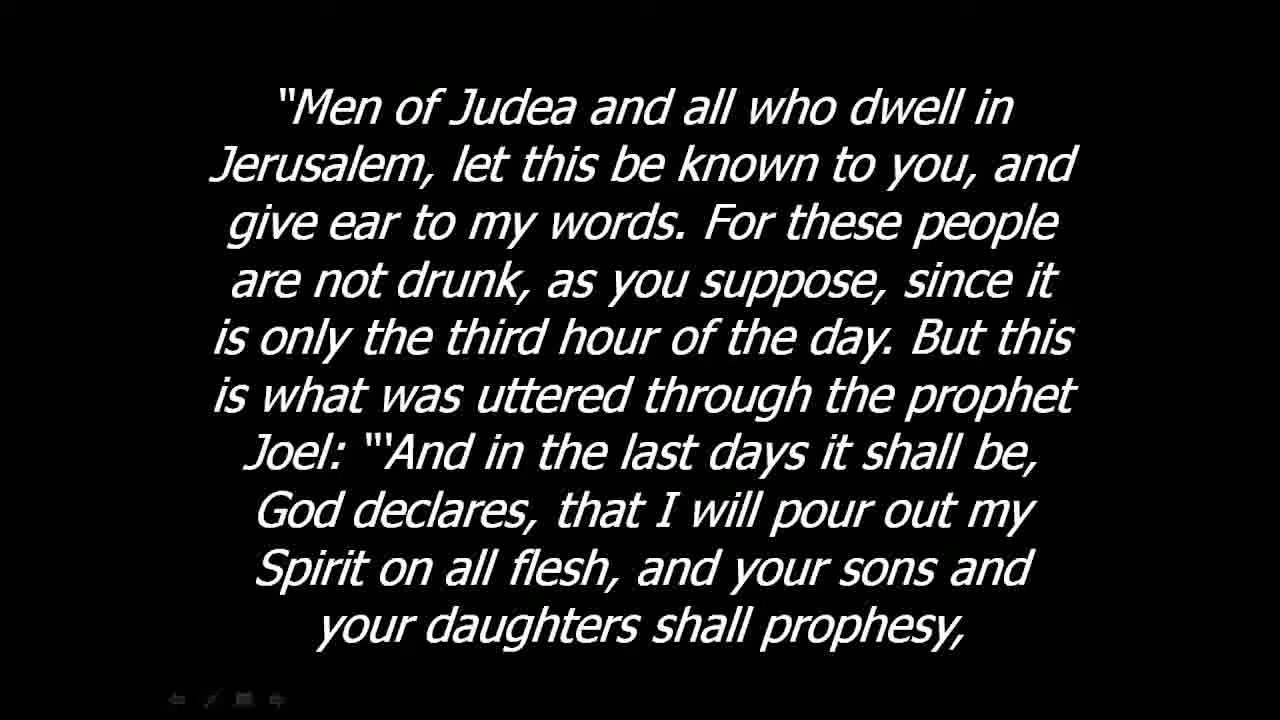 “Men of Judea and all who dwell in
Jerusalem, let this be known to you, and
give ear to my words. For these people
are not drunk, as you suppose, since it
is only the third hour of the day. But this
is what was uttered through the prophet
Joel: “‘And in the last days it shall be,
God declares, that I will pour out my
Spirit on all flesh, and your sons and
your daughters shall prophesy,